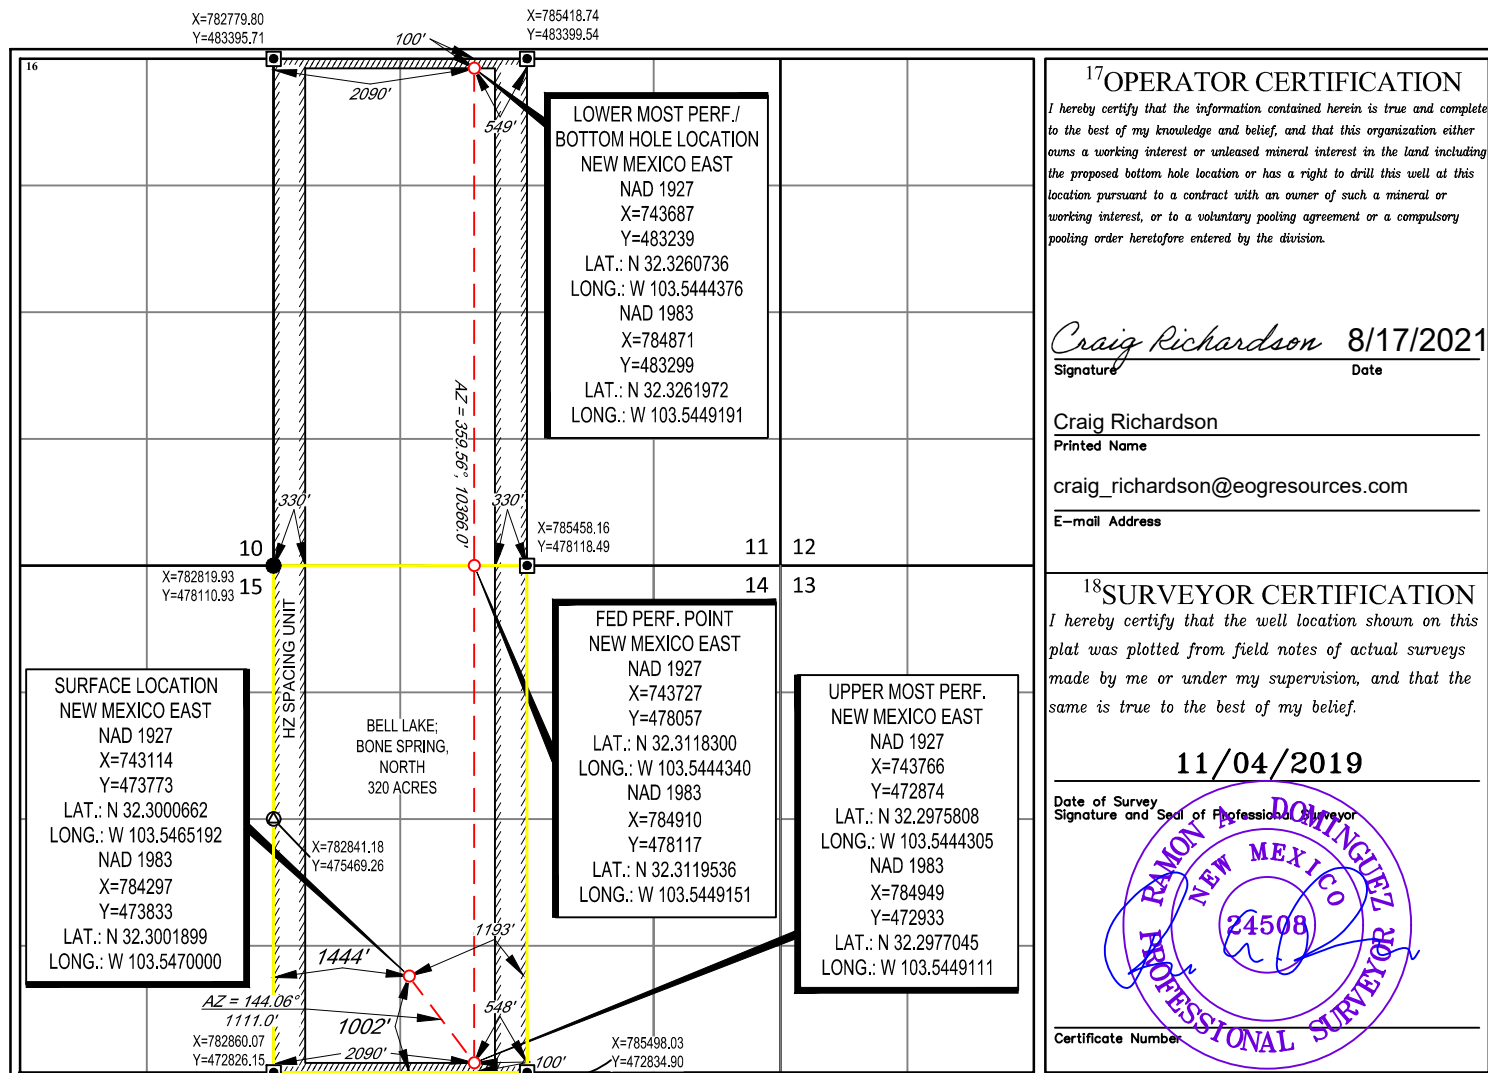 X=782779.80
Y=483395.71
X=785418.74
Y=483399.54
100'
16
2090'
549'
LOWER MOST PERF./
BOTTOM HOLE LOCATION
NEW MEXICO EAST
NAD 1927
X=743687
Y=483239
LAT.: N 32.3260736
LONG.: W 103.5444376
NAD 1983
X=784871
Y=483299
LAT.: N 32.3261972
LONG.: W 103.5449191
AZ = 359.56°, 10366.0'
330'
330'
X=785458.16
Y=478118.49
10
11
12
X=782819.93
Y=478110.93
15
14
13
HZ SPACING UNIT
FED PERF. POINT
NEW MEXICO EAST
NAD 1927
X=743727
Y=478057
LAT.: N 32.3118300
LONG.: W 103.5444340
NAD 1983
X=784910
Y=478117
LAT.: N 32.3119536
LONG.: W 103.5449151
SURFACE LOCATION
NEW MEXICO EAST
NAD 1927
X=743114
Y=473773
LAT.: N 32.3000662
LONG.: W 103.5465192
NAD 1983
X=784297
Y=473833
LAT.: N 32.3001899
LONG.: W 103.5470000
BELL LAKE;
BONE SPRING,
NORTH
320 ACRES
UPPER MOST PERF.
NEW MEXICO EAST
NAD 1927
X=743766
Y=472874
LAT.: N 32.2975808
LONG.: W 103.5444305
NAD 1983
X=784949
Y=472933
LAT.: N 32.2977045
LONG.: W 103.5449111
X=782841.18
Y=475469.26
1193'
1444'
AZ = 144.06°
1111.0'
1002'
548'
X=782860.07
Y=472826.15
2090'
100'
X=785498.03
Y=472834.90
17 OPERATOR CERTIFICATION
I hereby certify that the information contained herein is true and complete
to the best of my knowledge and belief, and that this organization either
owns a working interest or unleased mineral interest in the land including
the proposed bottom hole location or has a right to drill this well at this
location pursuant to a contract with an owner of such a mineral or
working interest, or to a voluntary pooling agreement or a compulsory
pooling order heretofore entered by the division.
Craig Richardson 8/17/2021
Signature Date
Craig Richardson
Printed Name
craig_richardson@eogresources.com
E-mail Address
18 SURVEYOR CERTIFICATION
I hereby certify that the well location shown on this
plat was plotted from field notes of actual surveys
made by me or under my supervision, and that the
same is true to the best of my belief.
11/04/2019
Date of Survey
Signature and Seal of Professional Surveyor
RAMON A. DOMINGUEZ
NEW MEXICO
24508
PROFESSIONAL SURVEYOR
Certificate Number